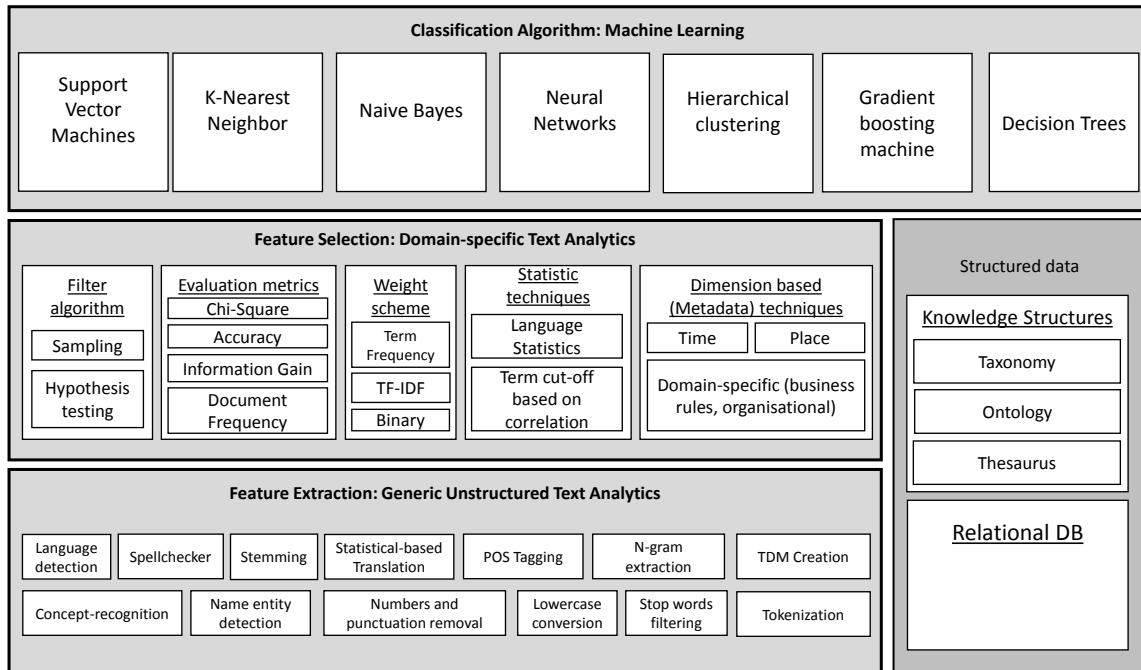 Classification Algorithm: Machine Learning
Support
Vector
Machines
K-Nearest
Neighbor
Naive Bayes
Neural
Networks
Hierarchical
clustering
Gradient
boosting
machine
Decision Trees
Feature Selection: Domain-specific Text Analytics
Filter
algorithm
Sampling
Hypothesis
testing
Evaluation metrics
Chi-Square
Accuracy
Information Gain
Document
Frequency
Weight
scheme
Term
Frequency
TF-IDF
Binary
Statistic
techniques
Language
Statistics
Term cut-off
based on
correlation
Dimension based
(Metadata) techniques
Time
Place
Domain-specific (business
rules, organisational)
Structured data
Knowledge Structures
Taxonomy
Ontology
Thesaurus
Relational DB
Feature Extraction: Generic Unstructured Text Analytics
Language
detection
Spellchecker
Stemming
Statistical-based
Translation
POS Tagging
N-gram
extraction
TDM Creation
Concept-recognition
Name entity
detection
Numbers and
punctuation removal
Lowercase
conversion
Stop words
filtering
Tokenization